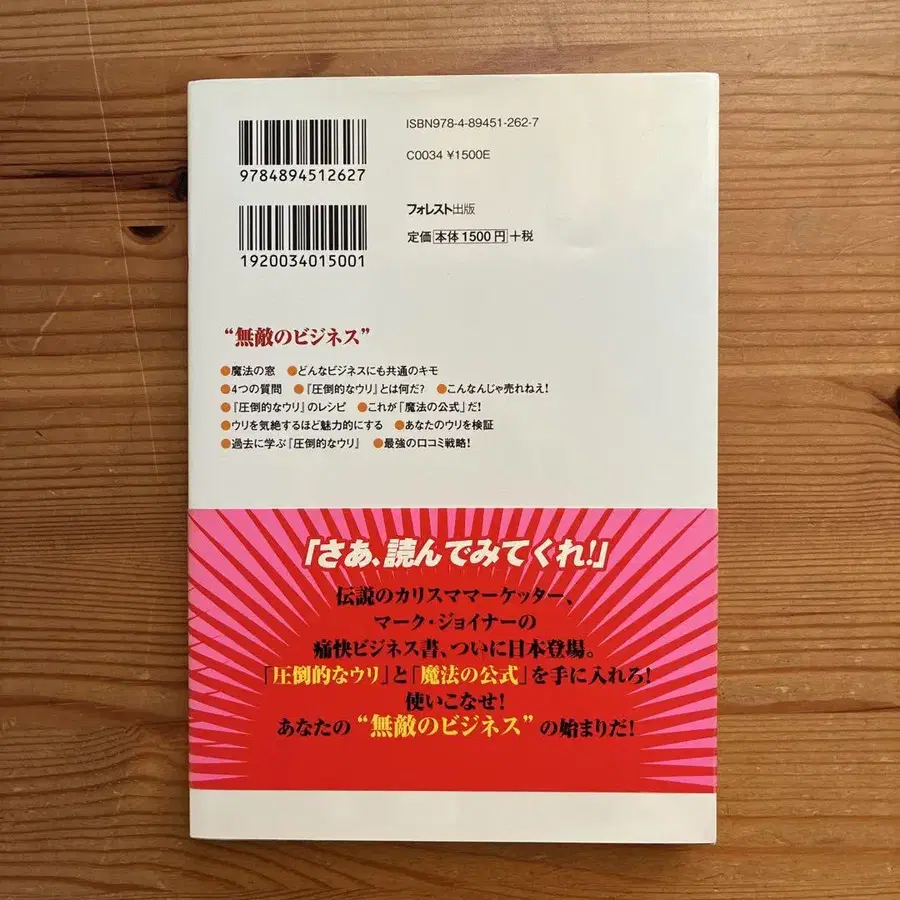 ISBN978-4-89451-262-7
C0034 ¥1500E
9784894512627
フォレスト出版
定価 本体1500円 +税
1920034015001
“無敵のビジネス”
●魔法の窓 ●どんなビジネスにも共通のキモ
●4つの質問 ●『圧倒的なウリ』とは何だ? ●こんなんじゃ売れねえ!
●『圧倒的なウリ』のレシピ ●これが「魔法の公式」だ!
●ウリを気絶するほど魅力的にする ●あなたのウリを検証
●過去に学ぶ『圧倒的なウリ』 ●最強の口コミ戦略!
「さあ、読んでみてくれ!」
伝説のカリスママーケッター、
マーク・ジョイナーの
痛快ビジネス書、ついに日本登場。
「圧倒的なウリ」と「魔法の公式」を手に入れろ!
使いこなせ!
あなたの“無敵のビジネス”の始まりだ!